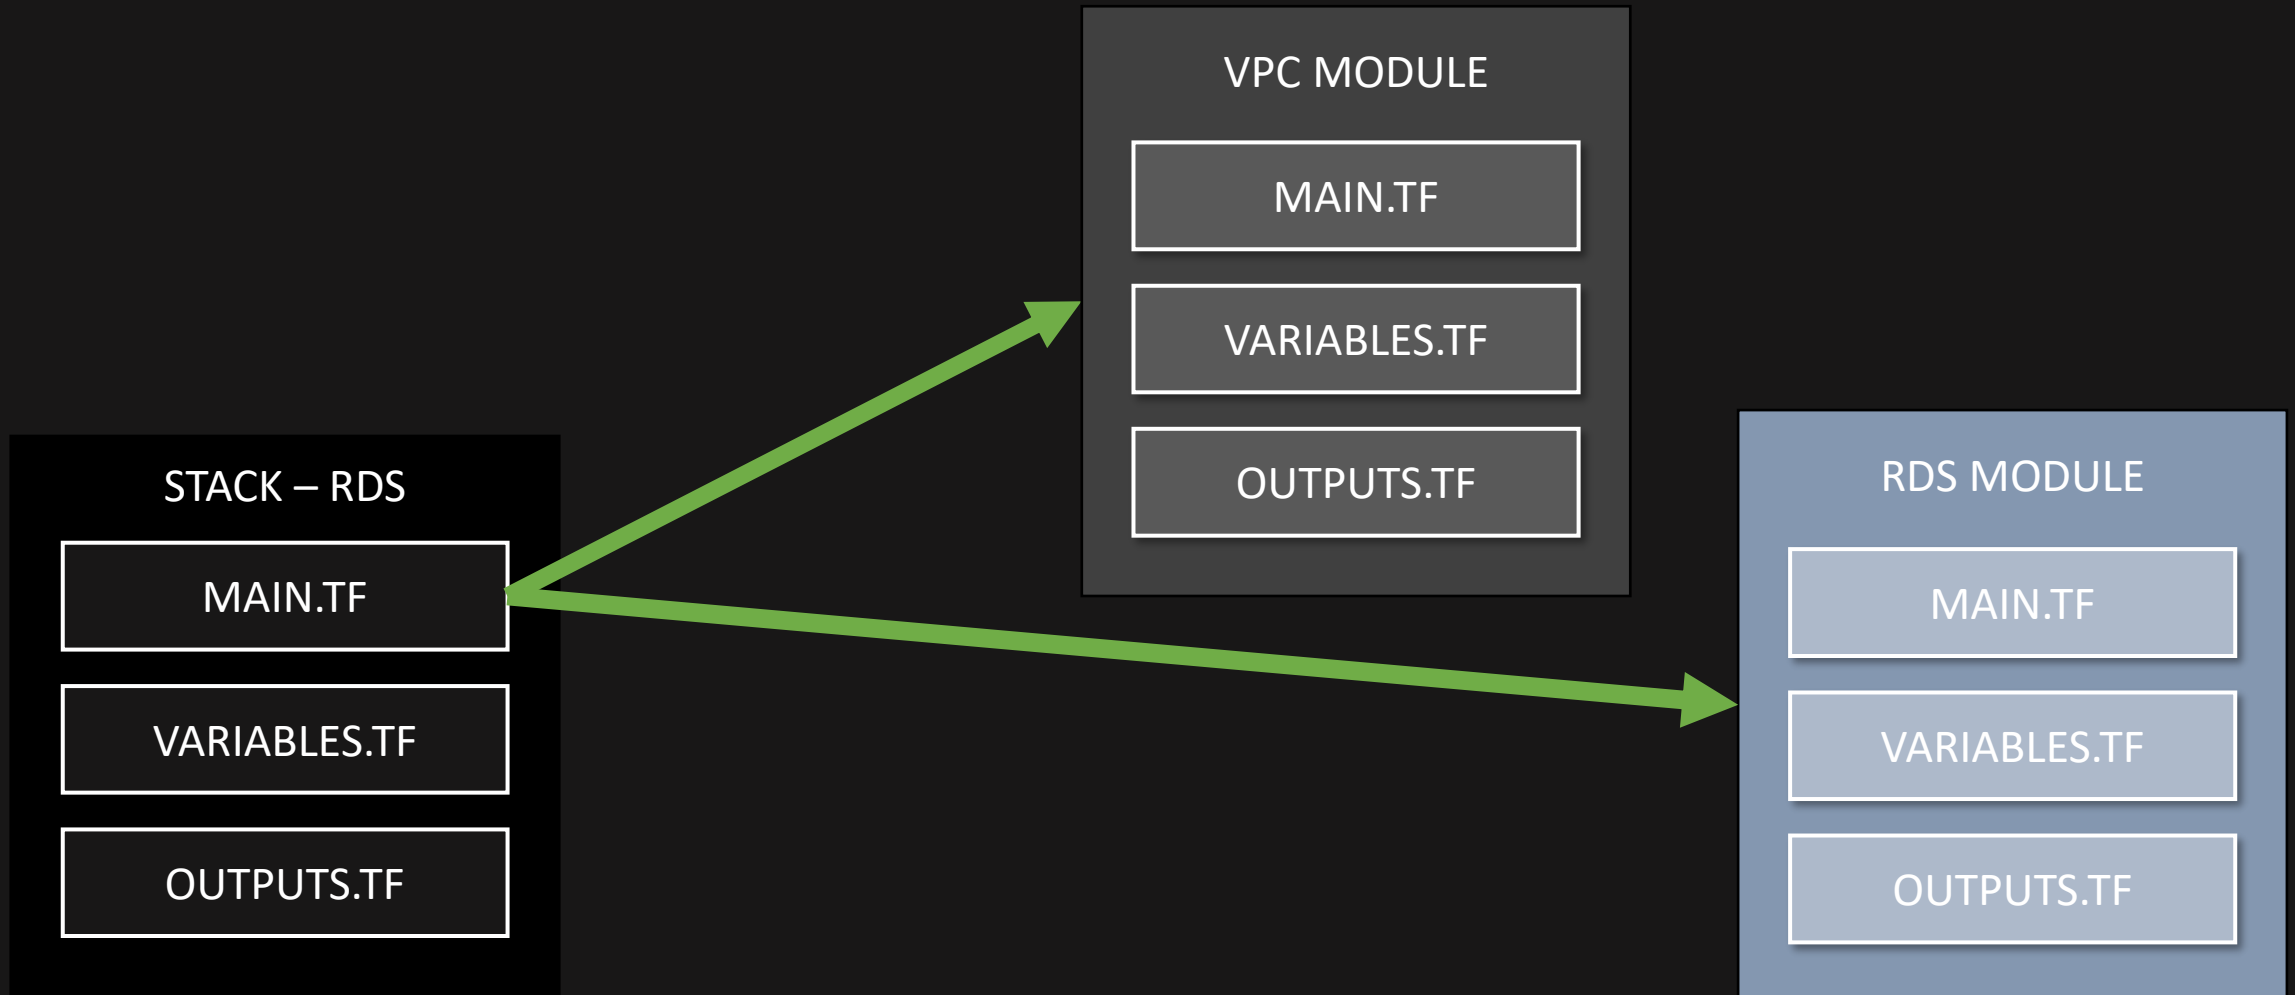 VPC MODULE
MAIN.TF
VARIABLES.TF
OUTPUTS.TF
STACK – RDS
MAIN.TF
VARIABLES.TF
OUTPUTS.TF
RDS MODULE
MAIN.TF
VARIABLES.TF
OUTPUTS.TF